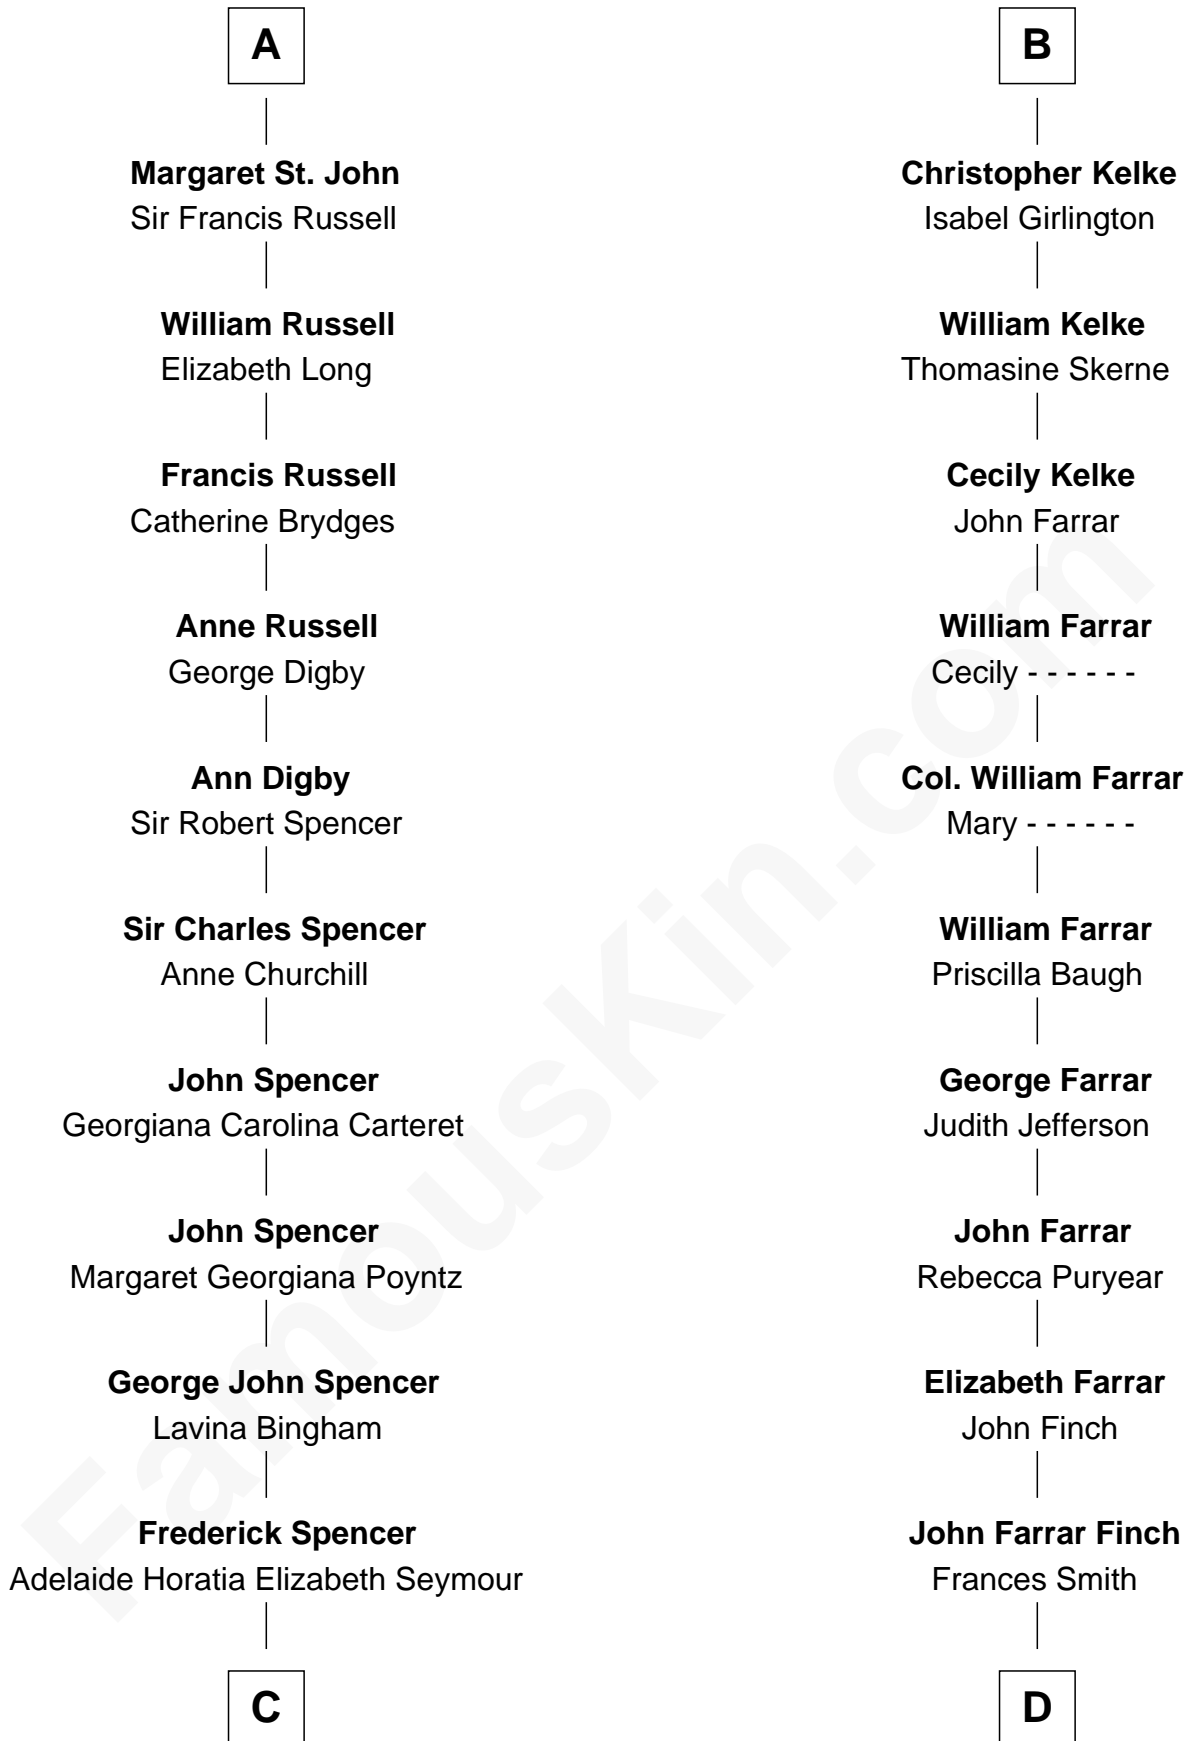 A
Margaret St. John
Sir Francis Russell
William Russell
Elizabeth Long
Francis Russell
Catherine Brydges
Anne Russell
George Digby
Ann Digby
Sir Robert Spencer
Sir Charles Spencer
Anne Churchill
John Spencer
Georgiana Carolina Carteret
John Spencer
Margaret Georgiana Poyntz
George John Spencer
Lavina Bingham
Frederick Spencer
Adelaide Horatia Elizabeth Seymour
C
B
Christopher Kelke
Isabel Girlington
William Kelke
Thomasine Skerne
Cecily Kelke
John Farrar
William Farrar
Cecily - - - - - -
Col. William Farrar
Mary - - - - - -
William Farrar
Priscilla Baugh
George Farrar
Judith Jefferson
John Farrar
Rebecca Puryear
Elizabeth Farrar
John Finch
John Farrar Finch
Frances Smith
D
FamousKin.com